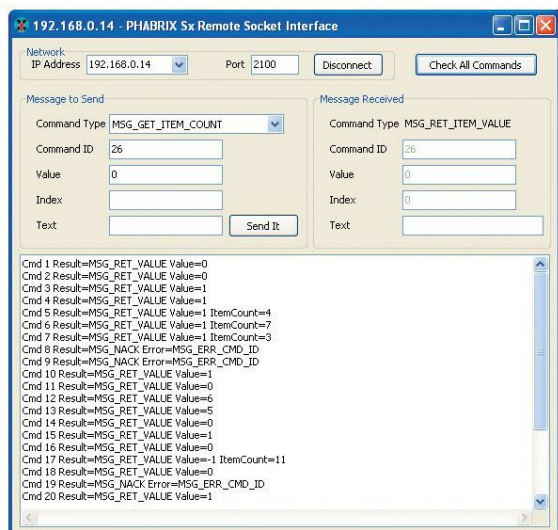 192.168.0.14 - PHABRIX Sx Remote Socket Interface
Network
IP Address 192.168.0.14 Port 2100 Disconnect Check All Commands
Message to Send
Command Type MSG_GET_ITEM_COUNT
Command ID 26
Value 0
Index
Text Send It
Message Received
Command Type MSG_RET_ITEM_VALUE
Command ID 26
Value 0
Index 0
Text
Cmd 1 Result=MSG_RET_VALUE Value=0
Cmd 2 Result=MSG_RET_VALUE Value=0
Cmd 3 Result=MSG_RET_VALUE Value=1
Cmd 4 Result=MSG_RET_VALUE Value=1
Cmd 5 Result=MSG_RET_VALUE Value=1 ItemCount=4
Cmd 6 Result=MSG_RET_VALUE Value=1 ItemCount=7
Cmd 7 Result=MSG_RET_VALUE Value=1 ItemCount=3
Cmd 8 Result=MSG_NACK Error=MSG_ERR_CMD_ID
Cmd 9 Result=MSG_NACK Error=MSG_ERR_CMD_ID
Cmd 10 Result=MSG_RET_VALUE Value=1
Cmd 11 Result=MSG_RET_VALUE Value=0
Cmd 12 Result=MSG_RET_VALUE Value=6
Cmd 13 Result=MSG_RET_VALUE Value=5
Cmd 14 Result=MSG_RET_VALUE Value=0
Cmd 15 Result=MSG_RET_VALUE Value=1
Cmd 16 Result=MSG_RET_VALUE Value=0
Cmd 17 Result=MSG_RET_VALUE Value=-1 ItemCount=11
Cmd 18 Result=MSG_RET_VALUE Value=0
Cmd 19 Result=MSG_NACK Error=MSG_ERR_CMD_ID
Cmd 20 Result=MSG_RET_VALUE Value=1